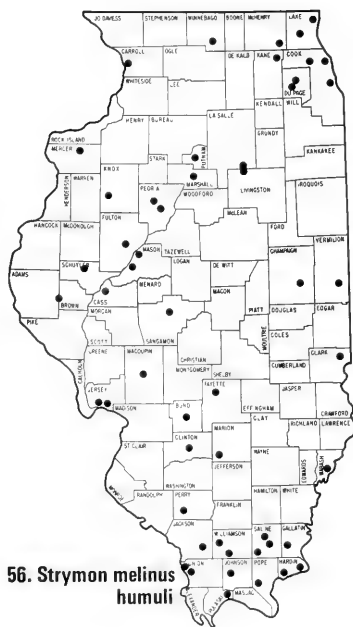 JO DAVIESS STEPHENSON WINNEBAGO BOONE McHENRY LAKE
CARROLL OGLE DE KALB KANE COOK
DU PAGE
WHITESIDE LEE
KENDALL WILL
ROCK ISLAND HENRY BUREAU LA SALLE GRUNDY
MERCER PUTNAM KANKAKEE
STARK
HENDERSON WARREN KNOX MARSHALL LIVINGSTON
PEORIA WOODFORD IROQUOIS
HANCOCK McDONOUGH FULTON TAZEWELL McLEAN FORD
MASON VERMILION
SCHUYLER LOGAN DE WITT CHAMPAIGN
ADAMS MENARD PIATT
BROWN CASS MACON
MORGAN DOUGLAS EDGAR
PIKE SCOTT SANGAMON MOULTRIE COLES
CHRISTIAN
GREENE MACOUPIN MONTGOMERY SHELBY CUMBERLAND CLARK
CALHOUN
JERSEY FAYETTE JASPER
EFFINGHAM CRAWFORD
MADISON BOND CLAY RICHLAND LAWRENCE
ST CLAIR CLINTON MARION
WAYNE EDWARDS WABASH
MONROE WASHINGTON JEFFERSON
RANDOLPH PERRY HAMILTON WHITE
FRANKLIN
JACKSON
WILLIAMSON SALINE GALLATIN
UNION JOHNSON POPE HARDIN
ALEXANDER PULASKI MASSAC
56. Strymon melinus
humuli